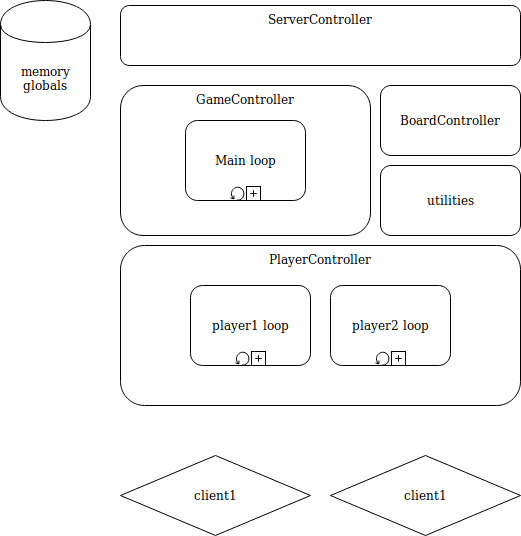 ServerController
memory
globals
GameController
BoardController
Main loop
utilities
PlayerController
player1 loop
player2 loop
client1
client1